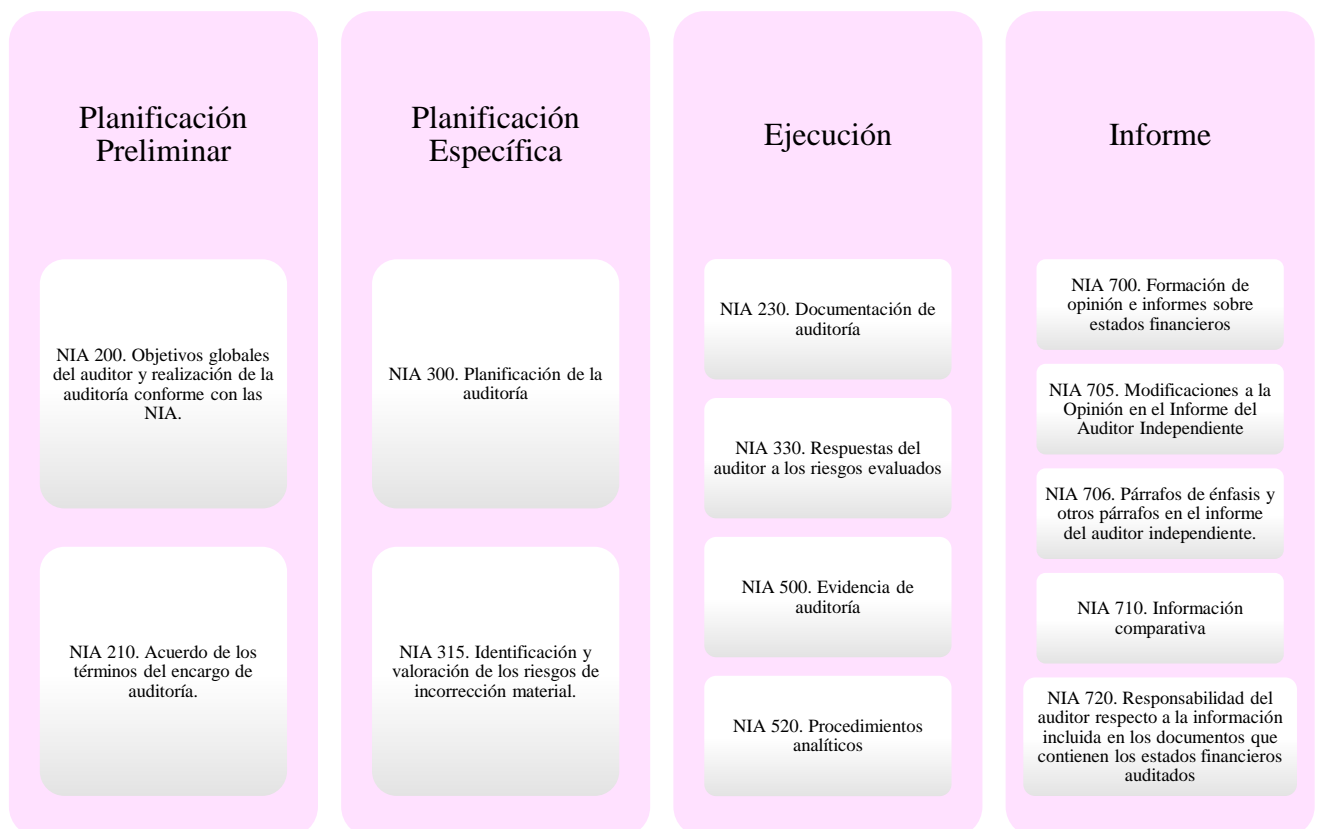 Planificación
Preliminar
NIA 200. Objetivos globales
del auditor y realización de la
auditoría conforme con las
NIA.
NIA 210. Acuerdo de los
términos del encargo de
auditoría.
Planificación
Específica
NIA 300. Planificación de la
auditoría
NIA 315. Identificación y
valoración de los riesgos de
incorrección material.
Ejecución
NIA 230. Documentación de
auditoría
NIA 330. Respuestas del
auditor a los riesgos evaluados
NIA 500. Evidencia de
auditoría
NIA 520. Procedimientos
analíticos
Informe
NIA 700. Formación de
opinión e informes sobre
estados financieros
NIA 705. Modificaciones a la
Opinión en el Informe del
Auditor Independiente
NIA 706. Párrafos de énfasis y
otros párrafos en el informe
del auditor independiente.
NIA 710. Información
comparativa
NIA 720. Responsabilidad del
auditor respecto a la información
incluida en los documentos que
contienen los estados financieros
auditados